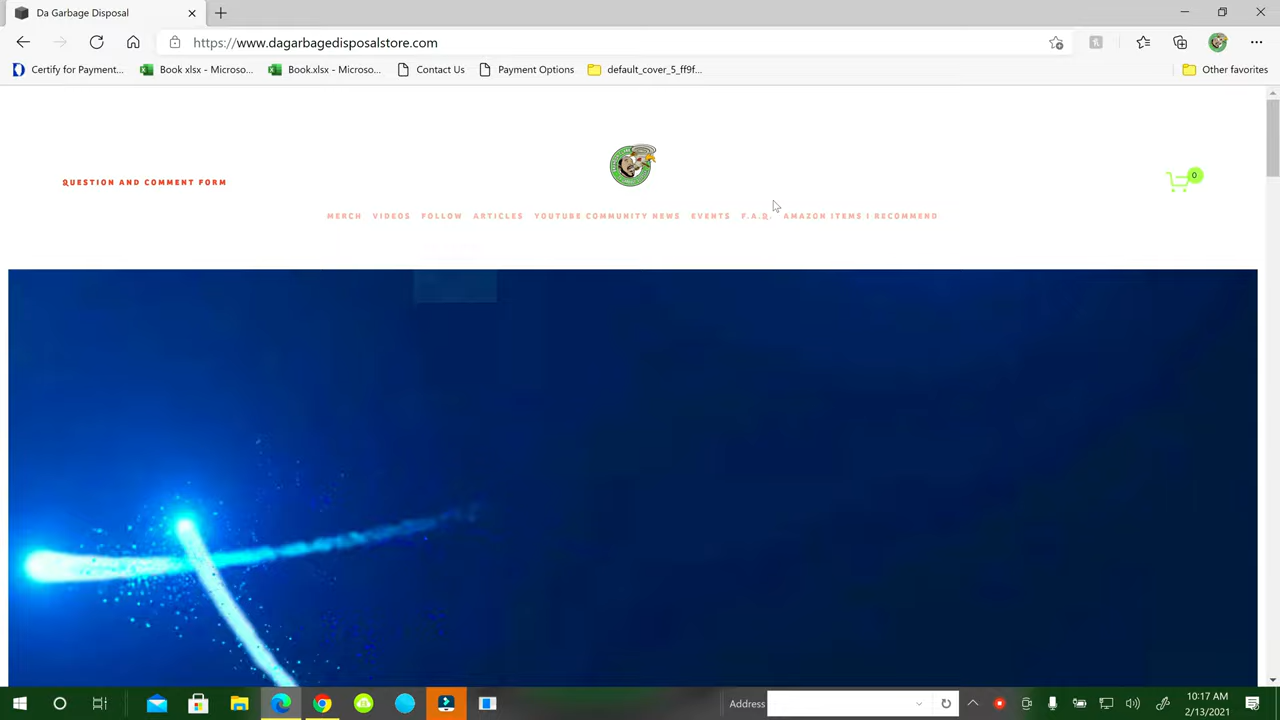 Da Garbage Disposal
https://www.dagarbagedisposalstore.com
Certify for Payment... Book xlsx - Microso... Book.xlsx - Microso... Contact Us Payment Options default_cover_5_ff9f... Other favorites
QUESTION AND COMMENT FORM
0
MERCH VIDEOS FOLLOW ARTICLES YOUTUBE COMMUNITY NEWS EVENTS F.A.Q. AMAZON ITEMS I RECOMMEND
Address
10:17 AM
2/13/2021